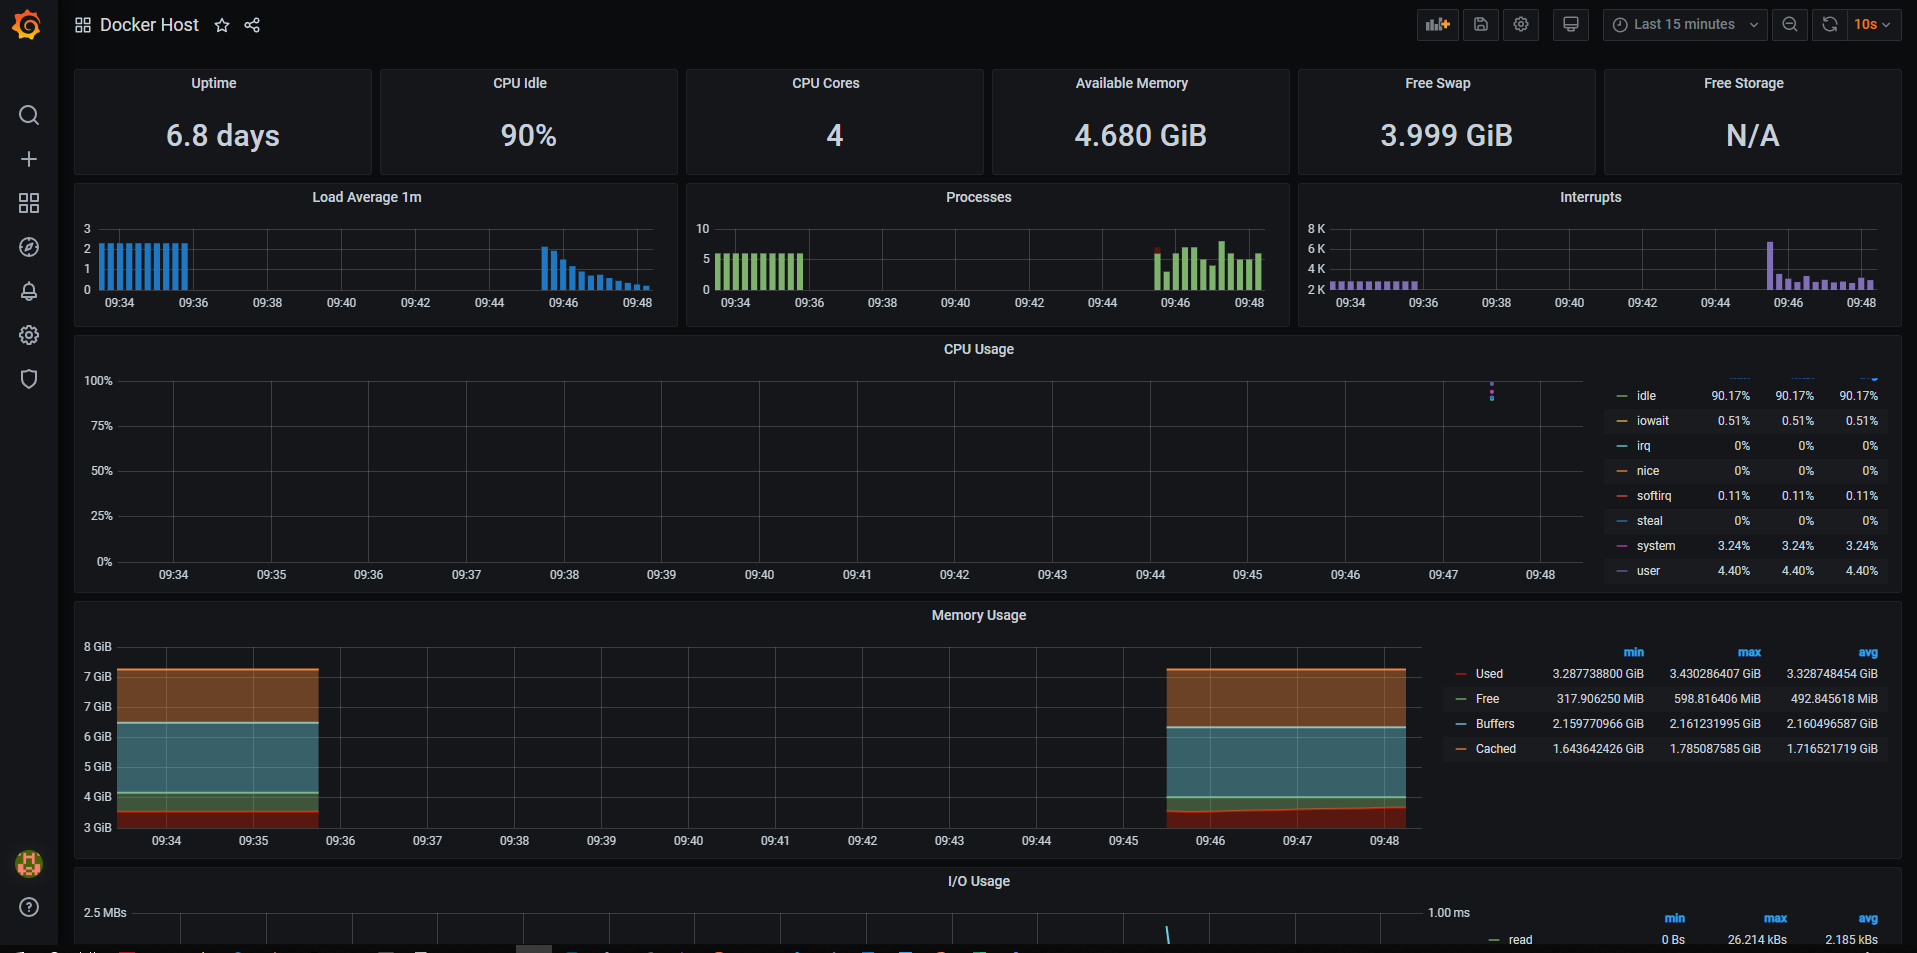 Docker Host
Last 15 minutes
10s
Uptime
6.8 days
CPU Idle
90%
CPU Cores
4
Available Memory
4.680 GiB
Free Swap
3.999 GiB
Free Storage
N/A
Load Average 1m
3
2
1
0
09:34 09:36 09:38 09:40 09:42 09:44 09:46 09:48
Processes
10
5
0
09:34 09:36 09:38 09:40 09:42 09:44 09:46 09:48
Interrupts
8 K
6 K
4 K
2 K
09:34 09:36 09:38 09:40 09:42 09:44 09:46 09:48
CPU Usage
100%
75%
50%
25%
0%
09:34 09:35 09:36 09:37 09:38 09:39 09:40 09:41 09:42 09:43 09:44 09:45 09:46 09:47 09:48
idle 90.17% 90.17% 90.17%
iowait 0.51% 0.51% 0.51%
irq 0% 0% 0%
nice 0% 0% 0%
softirq 0.11% 0.11% 0.11%
steal 0% 0% 0%
system 3.24% 3.24% 3.24%
user 4.40% 4.40% 4.40%
Memory Usage
8 GiB
7 GiB
7 GiB
6 GiB
5 GiB
4 GiB
3 GiB
09:34 09:35 09:36 09:37 09:38 09:39 09:40 09:41 09:42 09:43 09:44 09:45 09:46 09:47 09:48
min max avg
Used 3.287738800 GiB 3.430286407 GiB 3.328748454 GiB
Free 317.906250 MiB 598.816406 MiB 492.845618 MiB
Buffers 2.159770966 GiB 2.161231995 GiB 2.160496587 GiB
Cached 1.643642426 GiB 1.785087585 GiB 1.716521719 GiB
I/O Usage
2.5 MBs
1.00 ms
min max avg
read 0 Bs 26.214 kBs 2.185 kBs